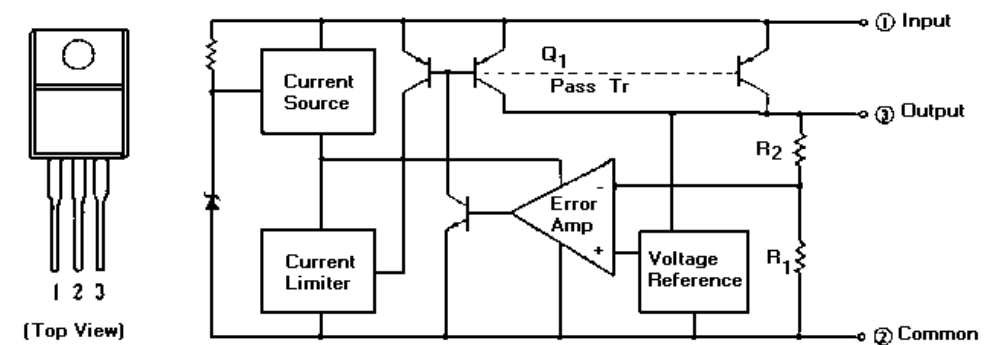 ① Input
Q1
Pass Tr
Current
Source
③ Output
R2
Error
Amp
-
+
Voltage
Reference
R1
Current
Limiter
② Common
1 2 3
(Top View)